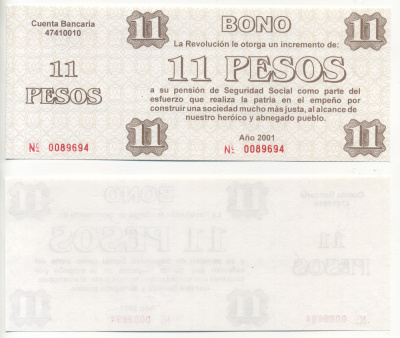 Cuenta Bancaria
47410010
11
PESOS
Nº 0089694
11
BONO
11
La Revolución le otorga un incremento de:
11 PESOS
a su pensión de Seguridad Social como parte del
esfuerzo que realiza la patria en el empeño por
construir una sociedad mucho más justa, al alcance de
nuestro heróico y abnegado pueblo.
11
Año 2001
11
Nº 0089694